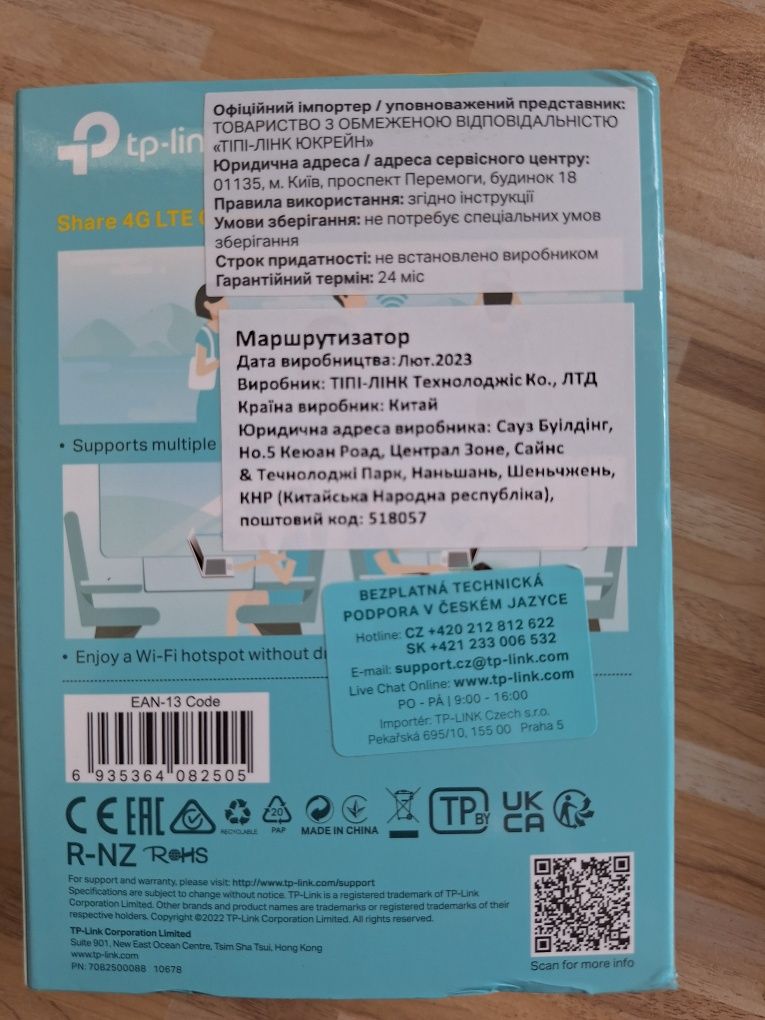 tp-lin
Share 4G LTE
Офіційний імпортер / уповноважений представник:
ТОВАРИСТВО З ОБМЕЖЕНОЮ ВІДПОВІДАЛЬНІСТЮ
«ТІПІ-ЛІНК ЮКРЕЙН»
Юридична адреса / адреса сервісного центру:
01135, м. Київ, проспект Перемоги, будинок 18
Правила використання: згідно інструкції
Умови зберігання: не потребує спеціальних умов
зберігання
Строк придатності: не встановлено виробником
Гарантійний термін: 24 міс
Маршрутизатор
Дата виробництва: Лют.2023
Виробник: ТІПІ-ЛІНК Технолоджіс Ко., ЛТД
Країна виробник: Китай
Юридична адреса виробника: Сауз Буілдінг,
Но.5 Кеюан Роад, Централ Зоне, Сайнс
& Течнолоджі Парк, Наньшань, Шеньчжень,
КНР (Китайська Народна республіка),
поштовий код: 518057
• Supports multiple
• Enjoy a Wi-Fi hotspot without
BEZPLATNÁ TECHNICKÁ
PODPORA V ČESKÉM JAZYCE
Hotline: CZ +420 212 812 622
SK +421 233 006 532
E-mail: support.cz@tp-link.com
Live Chat Online: www.tp-link.com
PO - PÁ | 9:00 - 16:00
Importér: TP-LINK Czech s.r.o.
Pekařská 695/10, 155 00 Praha 5
EAN-13 Code
6 935364 082505
CE EAC RECYCLABLE 20 PAP MADE IN CHINA TP BY UK CA
R-NZ RoHS
For support and warranty, please visit: http://www.tp-link.com/support
Specifications are subject to change without notice. TP-Link is a registered trademark of TP-Link
Corporation Limited. Other brands and product names are trademarks or registered trademarks of their
respective holders. Copyright ©2022 TP-Link Corporation Limited. All rights reserved.
TP-Link Corporation Limited
Suite 901, New East Ocean Centre, Tsim Sha Tsui, Hong Kong
www.tp-link.com
PN: 7082500088 10678
Scan for more info